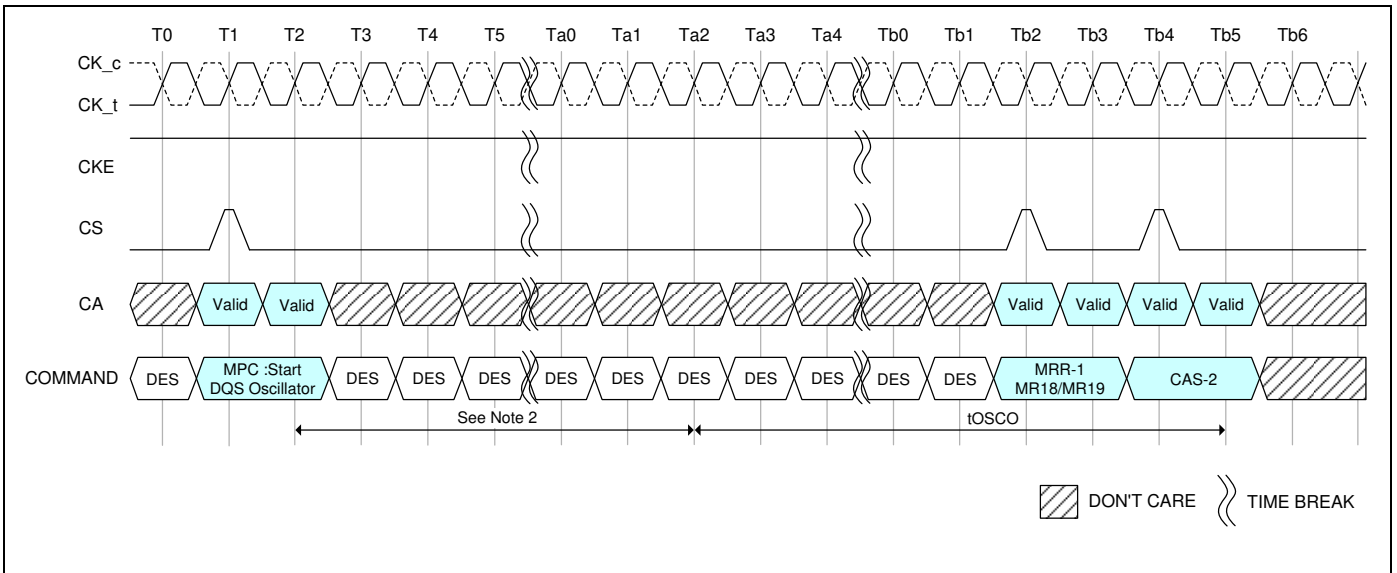 T0 T1 T2 T3 T4 T5 Ta0 Ta1 Ta2 Ta3 Ta4 Tb0 Tb1 Tb2 Tb3 Tb4 Tb5 Tb6
CK_c
CK_t
CKE
CS
CA Valid Valid Valid Valid Valid Valid
COMMAND DES MPC :Start DES DES DES DES DES DES DES DES DES DES MRR-1 CAS-2
DQS Oscillator MR18/MR19
See Note 2 tOSCO
DON'T CARE TIME BREAK